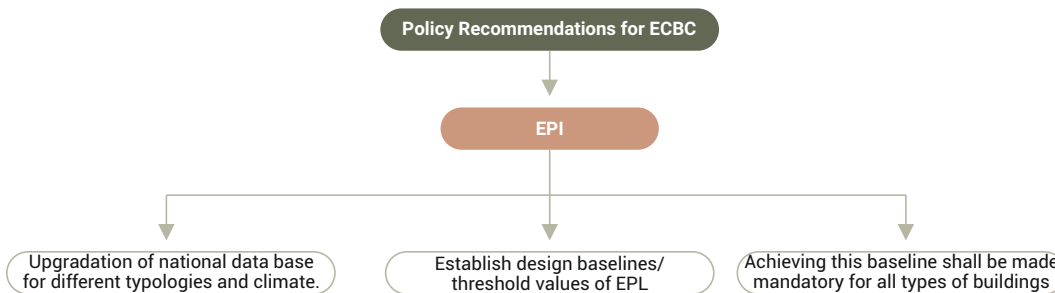 Policy Recommendations for ECBC
EPI
Upgradation of national data base
for different typologies and climate.
Establish design baselines/
threshold values of EPL
Achieving this baseline shall be made
mandatory for all types of buildings